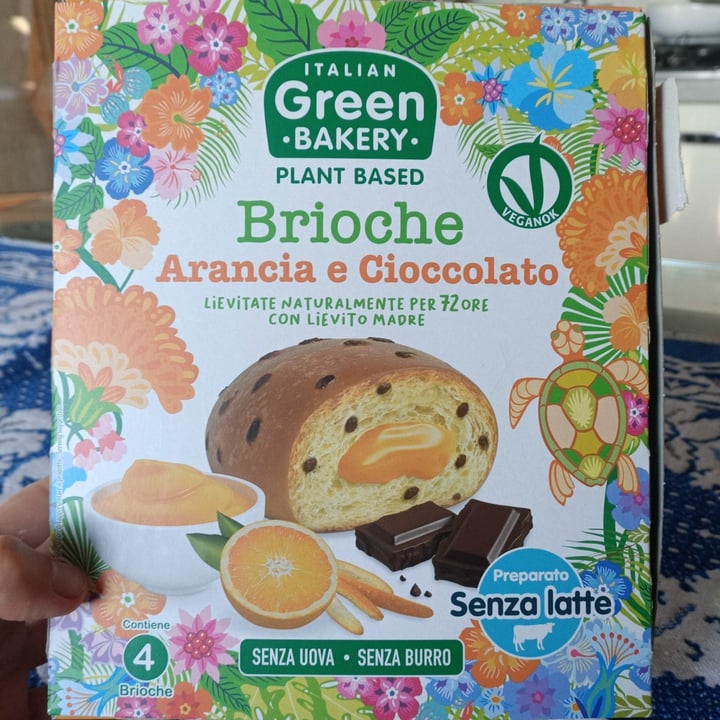 ITALIAN
Green
• BAKERY •
PLANT BASED
VEGANOK
Brioche
Arancia e Cioccolato
LiEVITATE NATURALMENTE PER 72 ORE
CON LiEVITO MADRE
Preparato
Senza latte
Contiene
4
Brioche
SENZA UOVA • SENZA BURRO